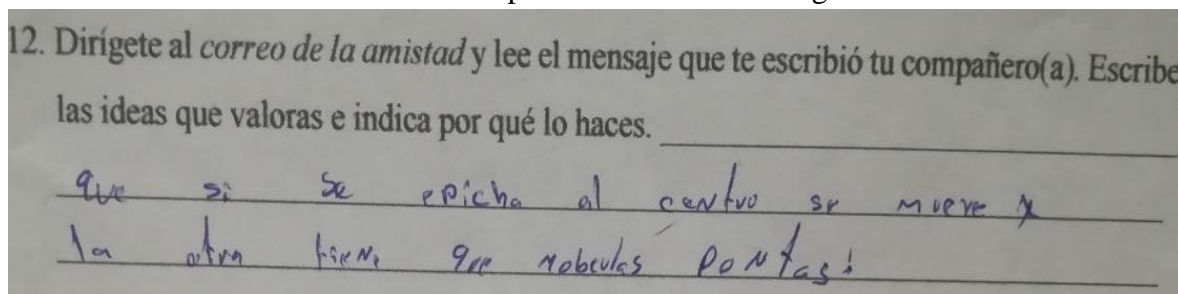 12. Dirígete al correo de la amistad y lee el mensaje que te escribió tu compañero(a). Escribe
las ideas que valoras e indica por qué lo haces.
que si se epicha al centro se mueve y
la otra tiene que pontas